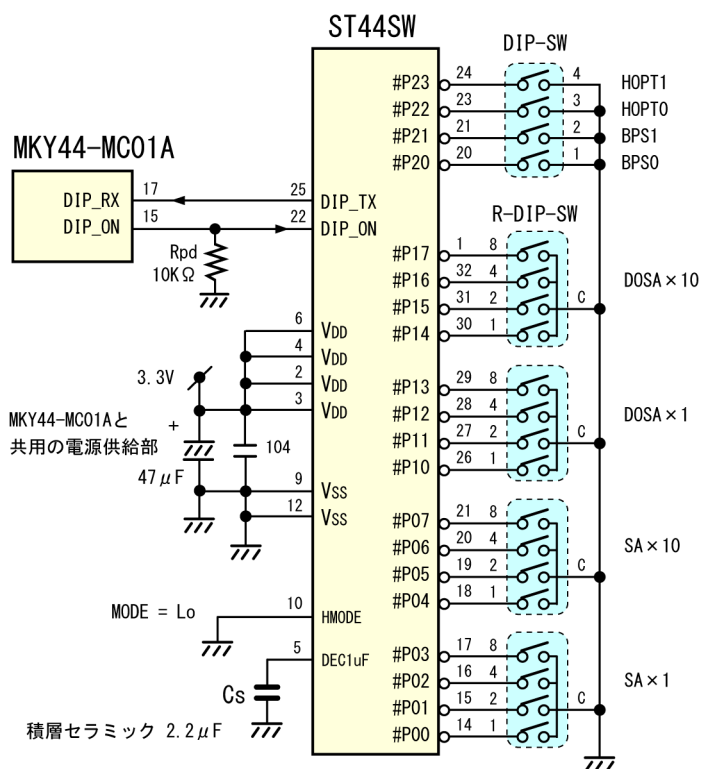 ST44SW
DIP-SW
#P23 24 4 HOPT1
#P22 23 3 HOPT0
#P21 21 2 BPS1
#P20 20 1 BPS0
MKY44-MC01A
DIP_RX 17 25 DIP_TX
DIP_ON 15 22 DIP_ON
Rpd
10KΩ
R-DIP-SW
#P17 1 8
#P16 32 4
#P15 31 2 C
#P14 30 1
DOSA×10
6 VDD
4 VDD
2 VDD
3 VDD
3.3V
MKY44-MC01Aと
共用の電源供給部
+
47μF
104
9 VSS
12 VSS
#P13 29 8
#P12 28 4
#P11 27 2 C
#P10 26 1
DOSA×1
#P07 21 8
#P06 20 4
#P05 19 2 C
#P04 18 1
SA×10
MODE = Lo
10 HMODE
5 DEC1uF
Cs
積層セラミック 2.2μF
#P03 17 8
#P02 16 4
#P01 15 2 C
#P00 14 1
SA×1